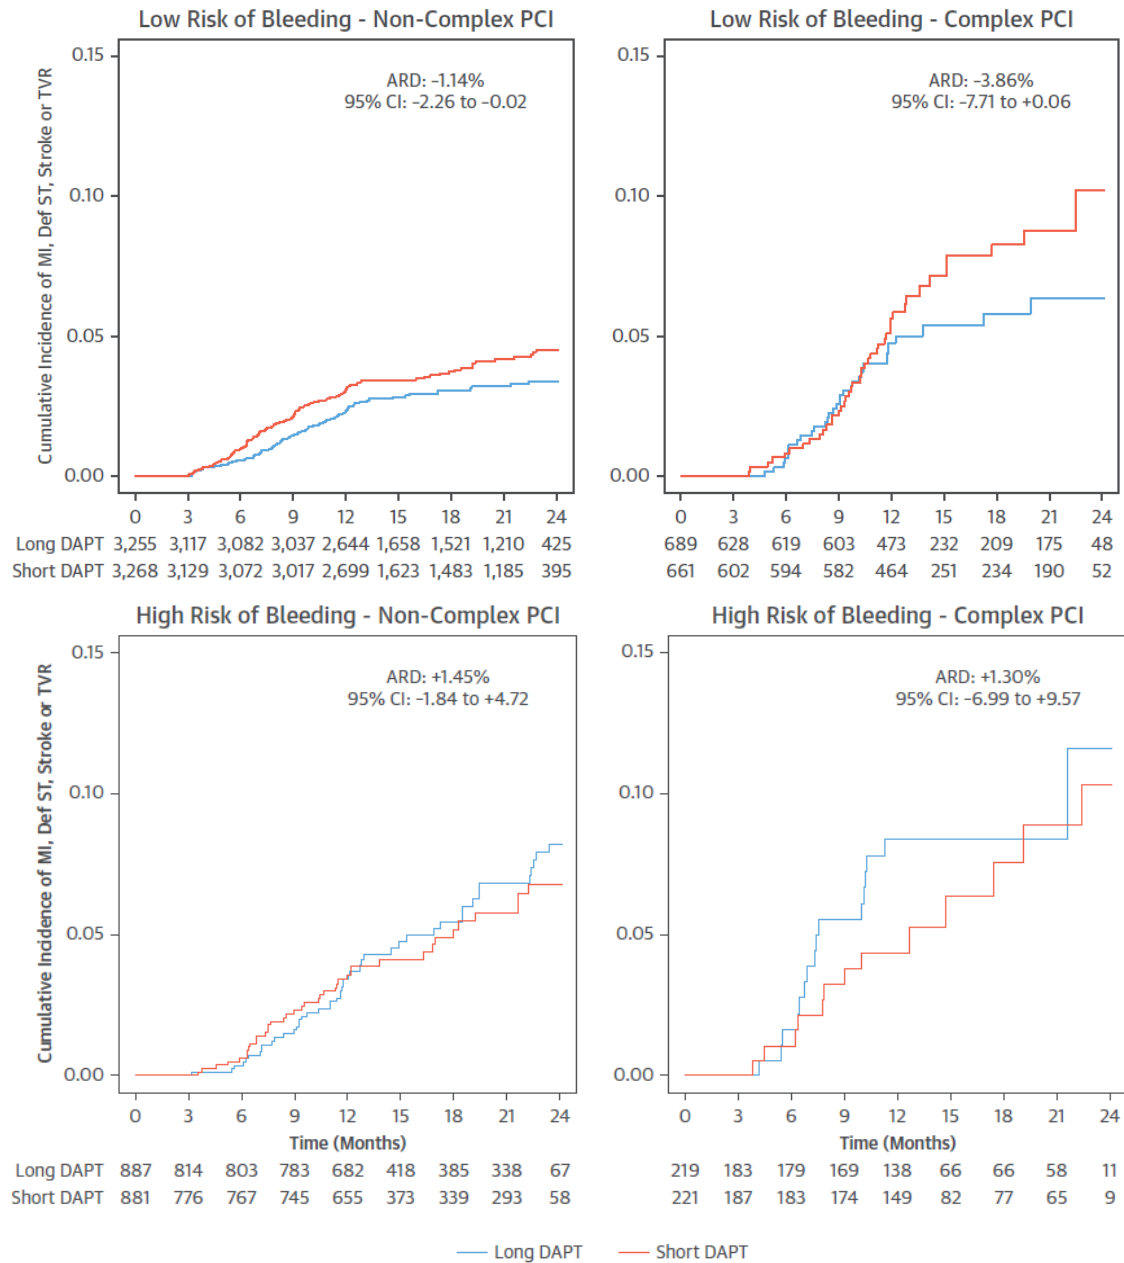 Low Risk of Bleeding - Non-Complex PCI
Cumulative Incidence of MI, Def ST, Stroke or TVR
ARD: –1.14%
95% CI: –2.26 to –0.02
0.15
0.10
0.05
0.00
0 3 6 9 12 15 18 21 24
Long DAPT 3,255 3,117 3,082 3,037 2,644 1,658 1,521 1,210 425
Short DAPT 3,268 3,129 3,072 3,017 2,699 1,623 1,483 1,185 395
Low Risk of Bleeding - Complex PCI
ARD: –3.86%
95% CI: –7.71 to +0.06
0.15
0.10
0.05
0.00
0 3 6 9 12 15 18 21 24
689 628 619 603 473 232 209 175 48
661 602 594 582 464 251 234 190 52
High Risk of Bleeding - Non-Complex PCI
Cumulative Incidence of MI, Def ST, Stroke or TVR
ARD: +1.45%
95% CI: –1.84 to +4.72
0.15
0.10
0.05
0.00
0 3 6 9 12 15 18 21 24
Time (Months)
Long DAPT 887 814 803 783 682 418 385 338 67
Short DAPT 881 776 767 745 655 373 339 293 58
High Risk of Bleeding - Complex PCI
ARD: +1.30%
95% CI: –6.99 to +9.57
0.15
0.10
0.05
0.00
0 3 6 9 12 15 18 21 24
Time (Months)
219 183 179 169 138 66 66 58 11
221 187 183 174 149 82 77 65 9
Long DAPT
Short DAPT